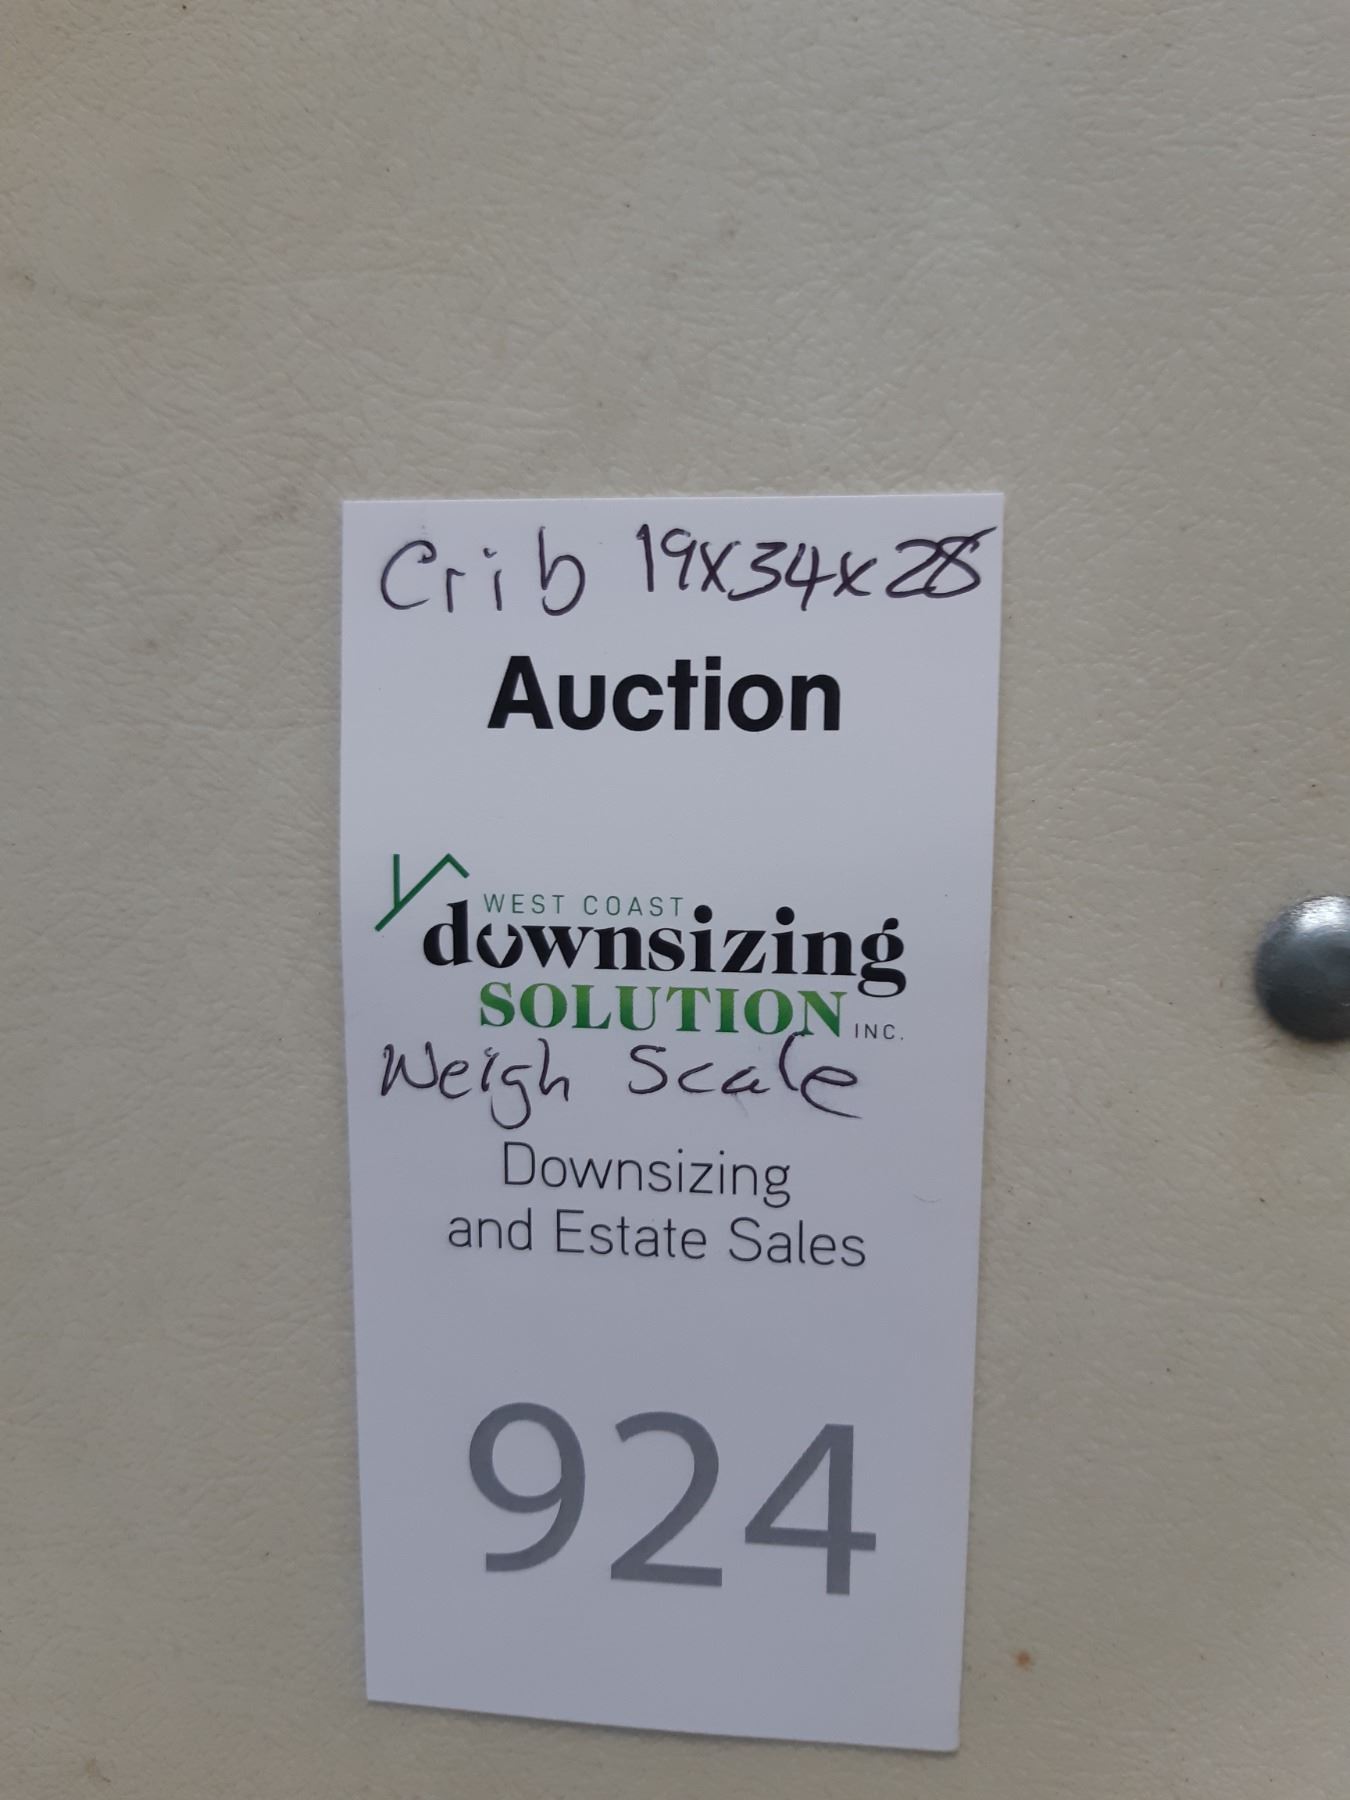 Crib 19x34x28
Auction
WEST COAST
downsizing
SOLUTION INC.
Weigh Scale
Downsizing
and Estate Sales
924